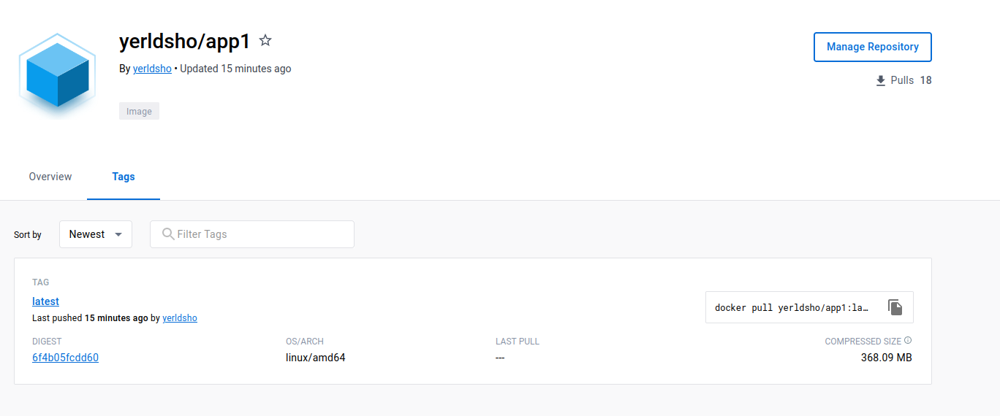 yerldsho/app1
By yerldsho • Updated 15 minutes ago
Manage Repository
Pulls 18
Image
Overview
Tags
Sort by
Newest
Filter Tags
TAG
latest
Last pushed 15 minutes ago by yerldsho
docker pull yerldsho/app1:la…
DIGEST
OS/ARCH
LAST PULL
COMPRESSED SIZE
6f4b05fcdd60
linux/amd64
---
368.09 MB